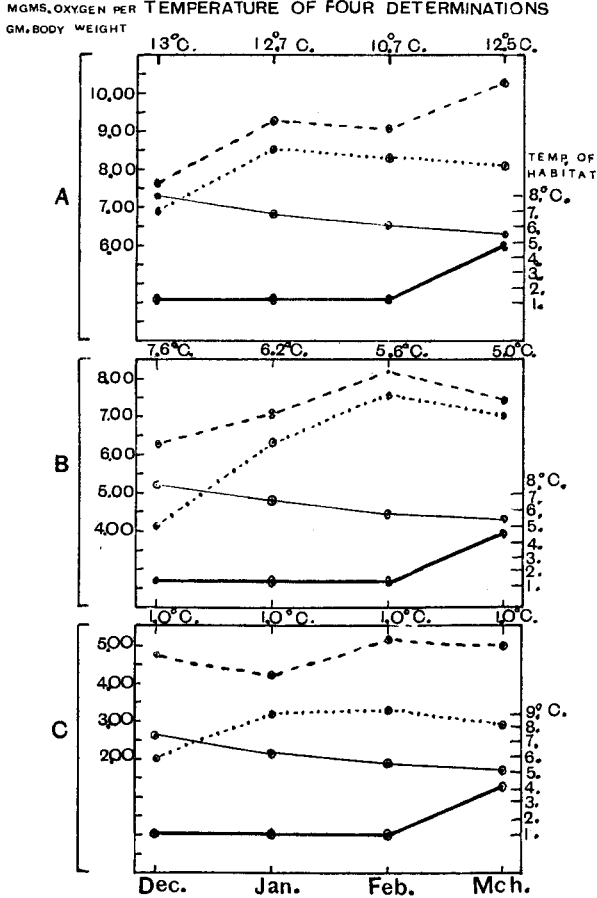 MGMS. OXYGEN PER TEMPERATURE OF FOUR DETERMINATIONS
GM. BODY WEIGHT
13°C. 12.°7 C. 10.°7 C. 12.°5 C.
10.00
9.00
8.00
7.00
6.00
A
TEMP. OF
HABITAT
8.°C.
7.
6.
5.
4.
3.
2.
1.
7.6°C. 6.2°C. 5.6°C. 5.0°C.
8.00
7.00
6.00
5.00
4.00
B
8.°C.
7.
6.
5.
4.
3.
2.
1.
1.0°C. 1.0°C. 1.0°C. 1.0°C.
5.00
4.00
3.00
2.00
C
9.° C.
8.
7.
6.
5.
4.
3.
2.
1.
Dec. Jan. Feb. Mch.